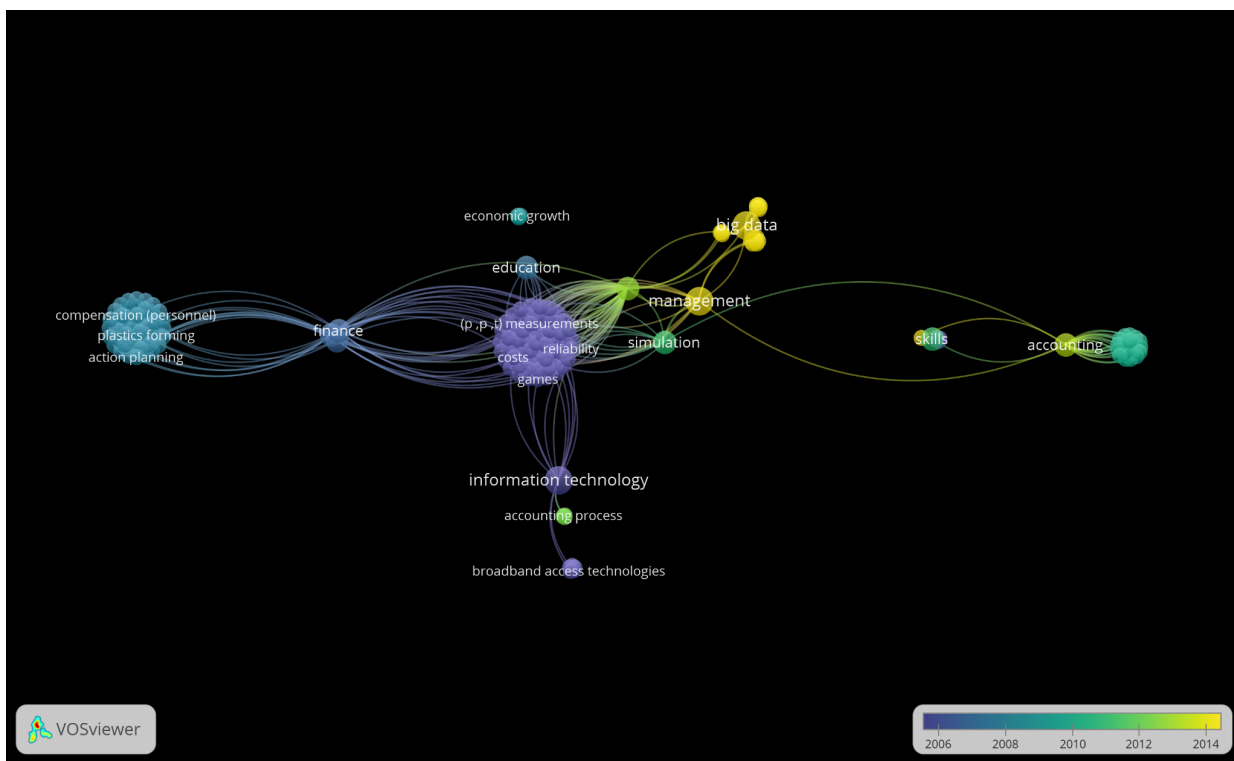 economic growth
big data
education
management
compensation (personnel)
(p ,p ,t) measurements
finance
plastics forming
simulation
skills
accounting
reliability
action planning
costs
games
information technology
accounting process
broadband access technologies
VOSviewer
2006 2008 2010 2012 2014